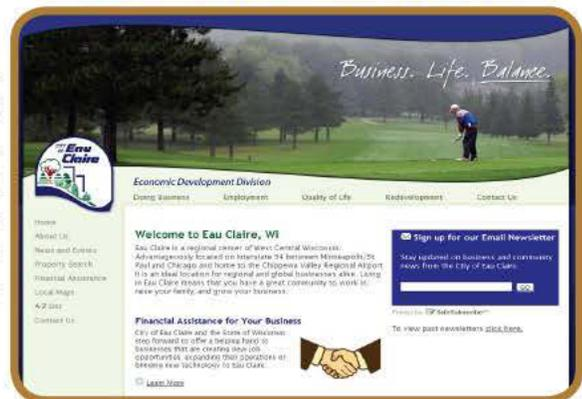 Business. Life. Balance.
CITY OF Eau Claire
Economic Development Division
Doing Business Employment Quality of Life Redevelopment Contact Us
Home
About Us
News and Events
Property Search
Financial Assistance
Local Maps
A-Z List
Contact Us
Welcome to Eau Claire, WI
Eau Claire is a regional center of West Central Wisconsin.
Advantageously located on Interstate 94 between Minneapolis/St
Paul and Chicago and home to the Chippewa Valley Regional Airport
it is an ideal location for regional and global businesses alike. Living
in Eau Claire means that you have a great community to work in,
raise your family, and grow your business.
Financial Assistance for Your Business
City of Eau Claire and the State of Wisconsin
step forward to offer a helping hand to
businesses that are creating new job
opportunities, expanding their operations or
bringing new technology to Eau Claire.
Learn More
Sign up for our Email Newsletter
Stay updated on business and community
news from the City of Eau Claire.
GO
Privacy by SafeSubscribe
To view past newsletters click here.